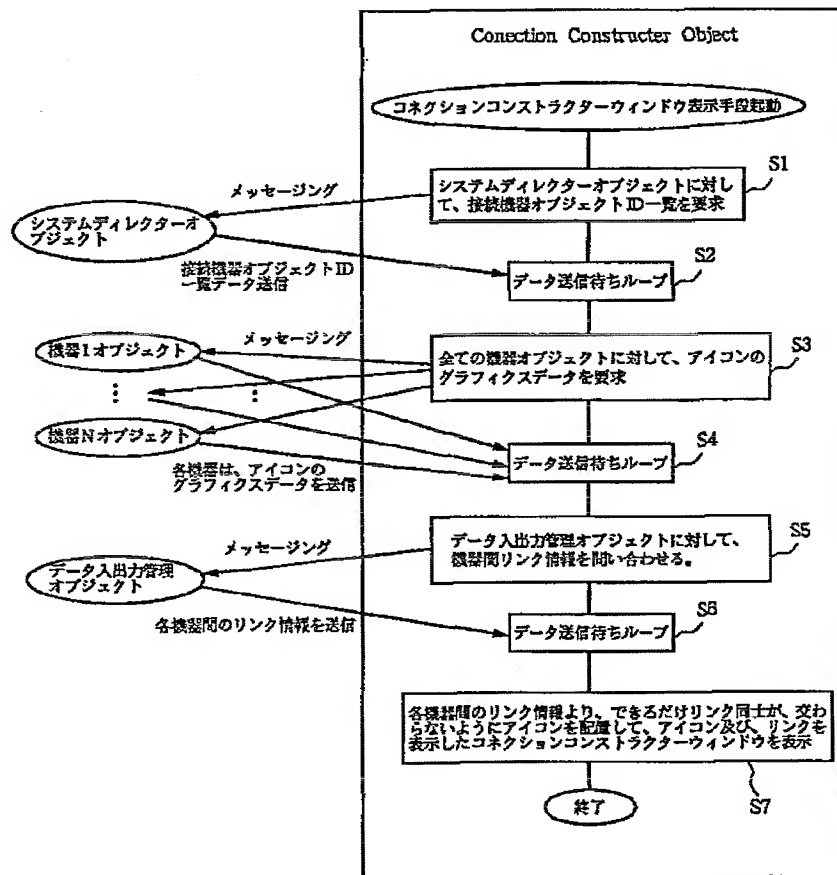 Conection Constructer Object
コネクションコンストラクターウィンドウ表示手段起動
S1
メッセージング
システムディレクターオブジェクトに対し
て、接続機器オブジェクトID一覧を要求
システムディレクターオ
ブジェクト
接続機器オブジェクトID
一覧データ送信
S2
データ送信待ちループ
メッセージング
機器1オブジェクト
S3
全ての機器オブジェクトに対して、アイコンの
グラフィクスデータを要求
機器Nオブジェクト
S4
データ送信待ちループ
各機器は、アイコンの
グラフィクスデータを送信
メッセージング
S5
データ入出力管理オブジェクトに対して、
機器間リンク情報を問い合わせる。
データ入出力管理
オブジェクト
S6
データ送信待ちループ
各機器間のリンク情報を送信
各機器間のリンク情報より、できるだけリンク同士が、交わ
らないようにアイコンを配置して、アイコン及び、リンクを
表示したコネクションコンストラクターウィンドウを表示
S7
終了